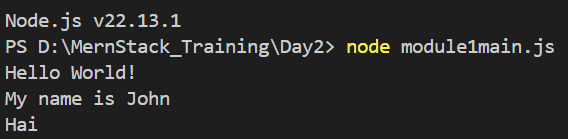 Node.js v22.13.1
PS D:\MernStack_Training\Day2> node module1main.js
Hello World!
My name is John
Hai